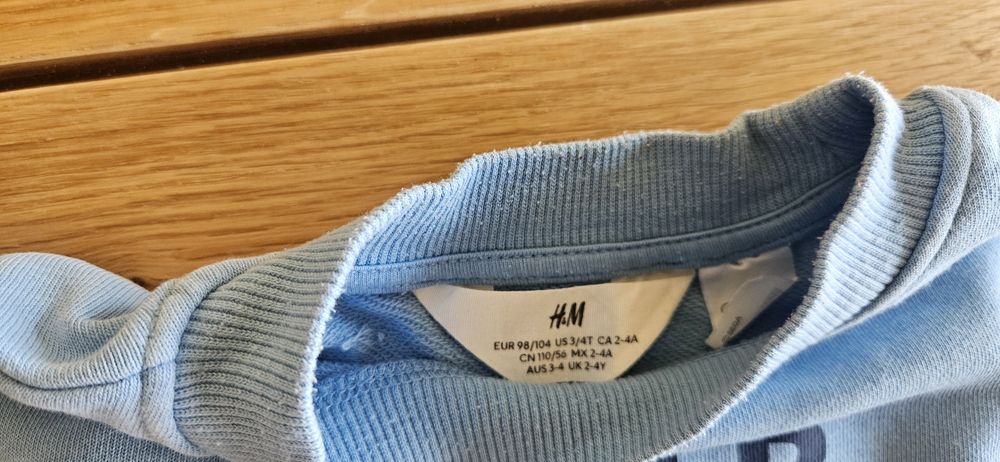 H&M
EUR 98/104 US 3/4T CA 2-4A
CN 110/56 MX 2-4A
AUS 3-4 UK 2-4Y